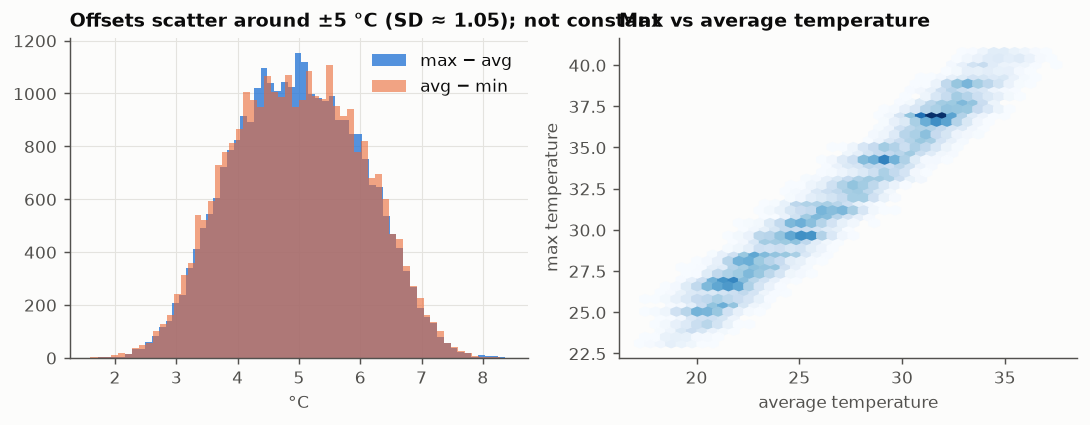 Offsets scatter around ±5 °C (SD ≈ 1.05); not constant
Max vs average temperature
1200
1000
800
600
400
200
0
max − avg
avg − min
2 3 4 5 6 7 8
°C
40.0
37.5
35.0
32.5
30.0
27.5
25.0
22.5
max temperature
20 25 30 35
average temperature